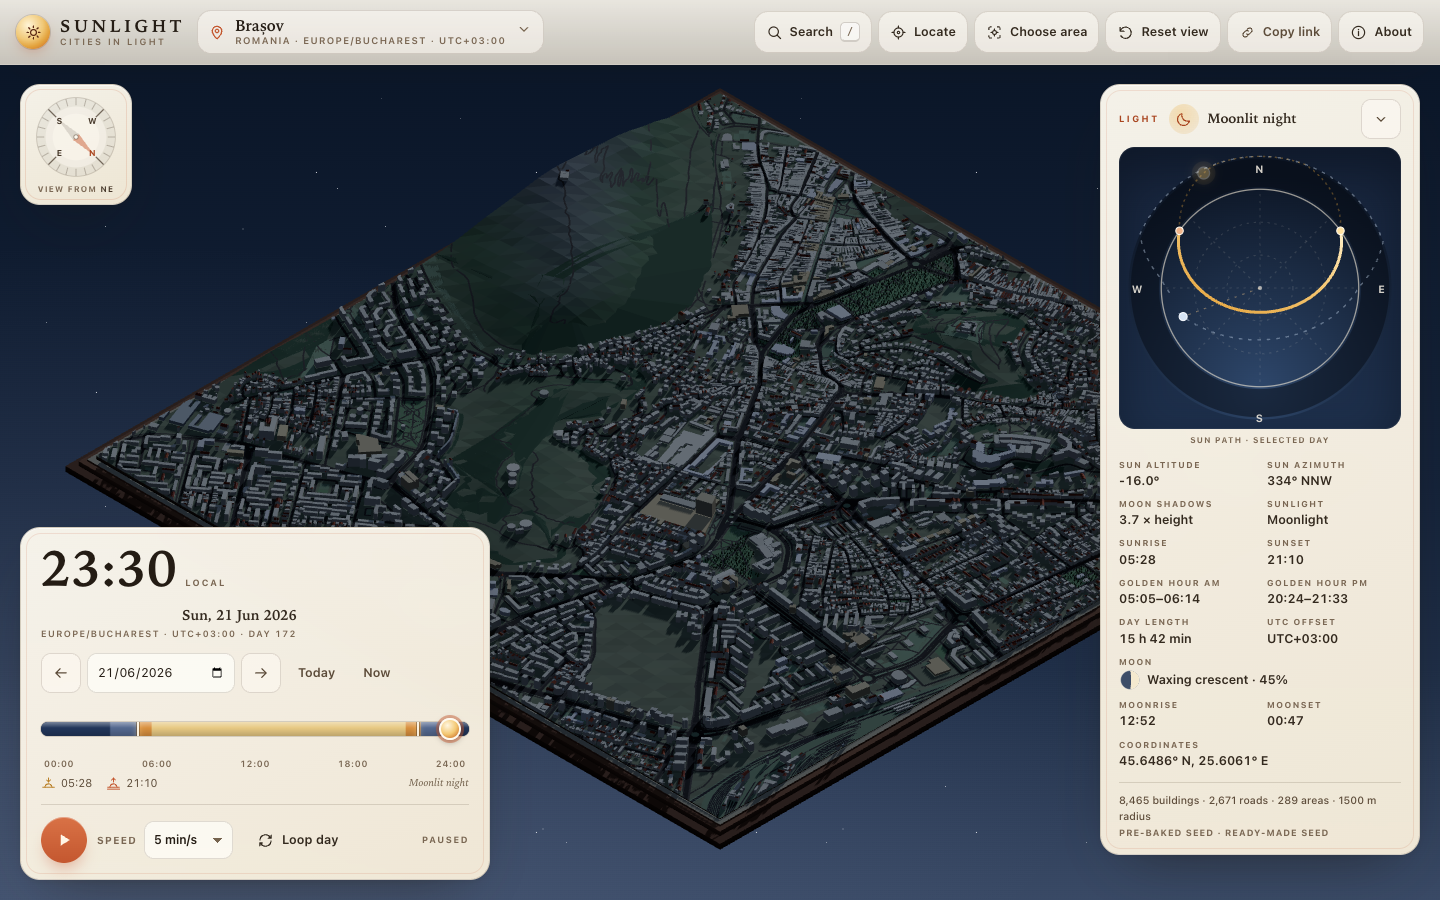 SUNLIGHT
CITIES IN LIGHT
Brașov
ROMANIA · EUROPE/BUCHAREST · UTC+03:00
Search /
Locate
Choose area
Reset view
Copy link
About
S W
E N
VIEW FROM NE
LIGHT Moonlit night
N
W E
S
SUN PATH · SELECTED DAY
SUN ALTITUDE SUN AZIMUTH
-16.0° 334° NNW
MOON SHADOWS SUNLIGHT
3.7 × height Moonlight
SUNRISE SUNSET
05:28 21:10
GOLDEN HOUR AM GOLDEN HOUR PM
05:05–06:14 20:24–21:33
DAY LENGTH UTC OFFSET
15 h 42 min UTC+03:00
MOON
Waxing crescent · 45%
MOONRISE MOONSET
12:52 00:47
COORDINATES
45.6486° N, 25.6061° E
8,465 buildings · 2,671 roads · 289 areas · 1500 m
radius
PRE-BAKED SEED · READY-MADE SEED
23:30 LOCAL
Sun, 21 Jun 2026
EUROPE/BUCHAREST · UTC+03:00 · DAY 172
21/06/2026 Today Now
00:00 06:00 12:00 18:00 24:00
05:28 21:10 Moonlit night
SPEED 5 min/s Loop day PAUSED